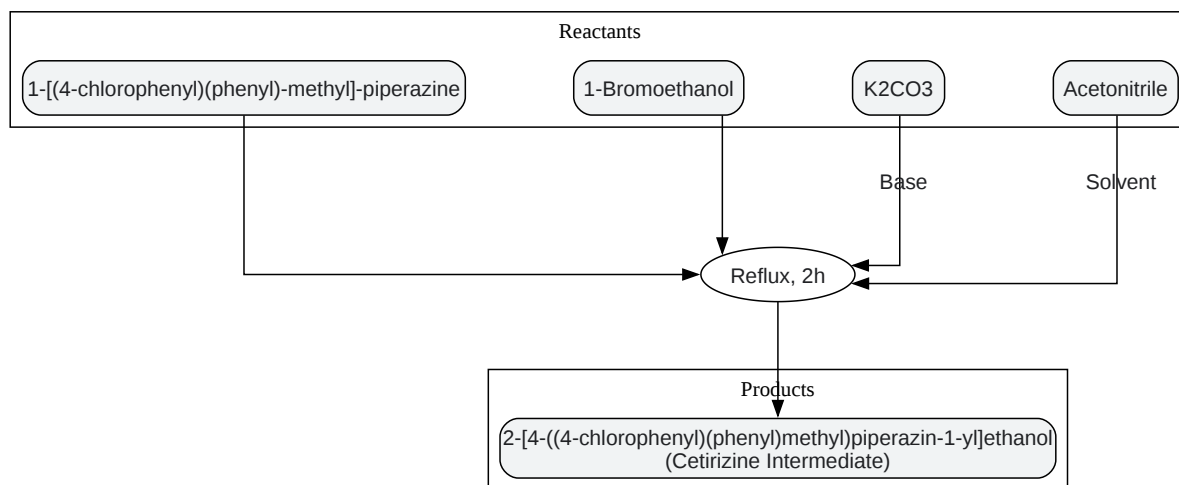 Reactants
1-[(4-chlorophenyl)(phenyl)-methyl]-piperazine
1-Bromoethanol
K2CO3
Acetonitrile
Base
Solvent
Reflux, 2h
Products
2-[4-((4-chlorophenyl)(phenyl)methyl)piperazin-1-yl]ethanol
(Cetirizine Intermediate)